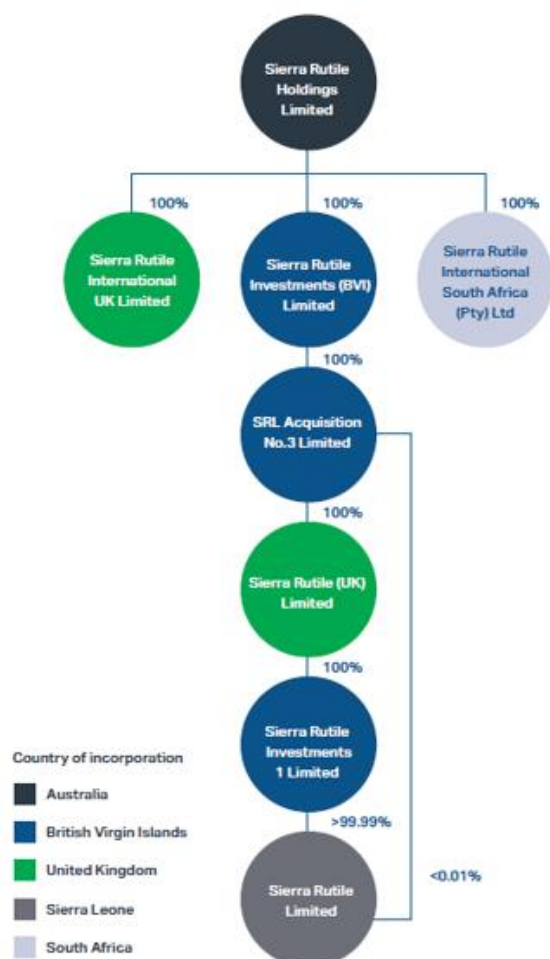 Sierra Rutile
Holdings
Limited
100%
100%
100%
Sierra Rutile
International
UK Limited
Sierra Rutile
Investments (BVI)
Limited
Sierra Rutile
International
South Africa
(Pty) Ltd
100%
SRL Acquisition
No.3 Limited
100%
Sierra Rutile (UK)
Limited
100%
Sierra Rutile
Investments
1 Limited
>99.99%
<0.01%
Sierra Rutile
Limited
Country of incorporation
Australia
British Virgin Islands
United Kingdom
Sierra Leone
South Africa